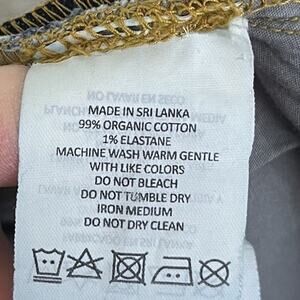 MADE IN SRI LANKA
99% ORGANIC COTTON
1% ELASTANE
MACHINE WASH WARM GENTLE
WITH LIKE COLORS
DO NOT BLEACH
DO NOT TUMBLE DRY
IRON MEDIUM
DO NOT DRY CLEAN